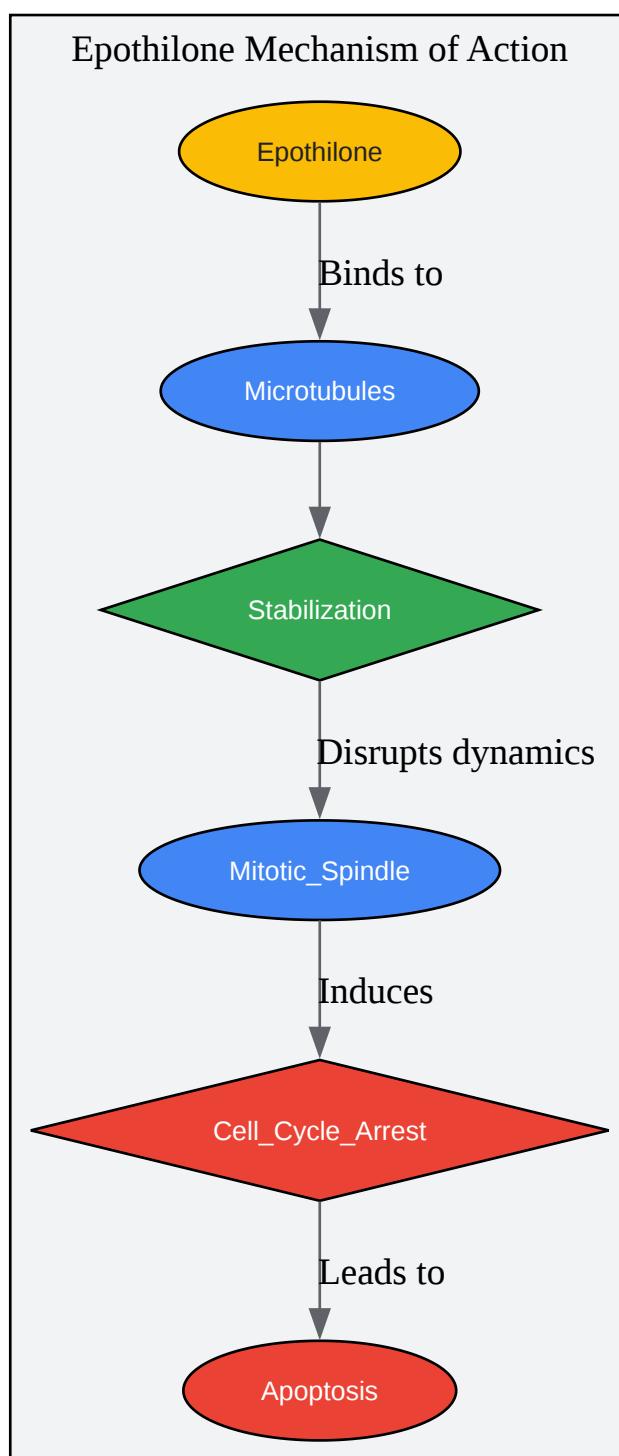 Epothilone Mechanism of Action
Epothilone
Binds to
Microtubules
Stabilization
Disrupts dynamics
Mitotic_Spindle
Induces
Cell_Cycle_Arrest
Leads to
Apoptosis